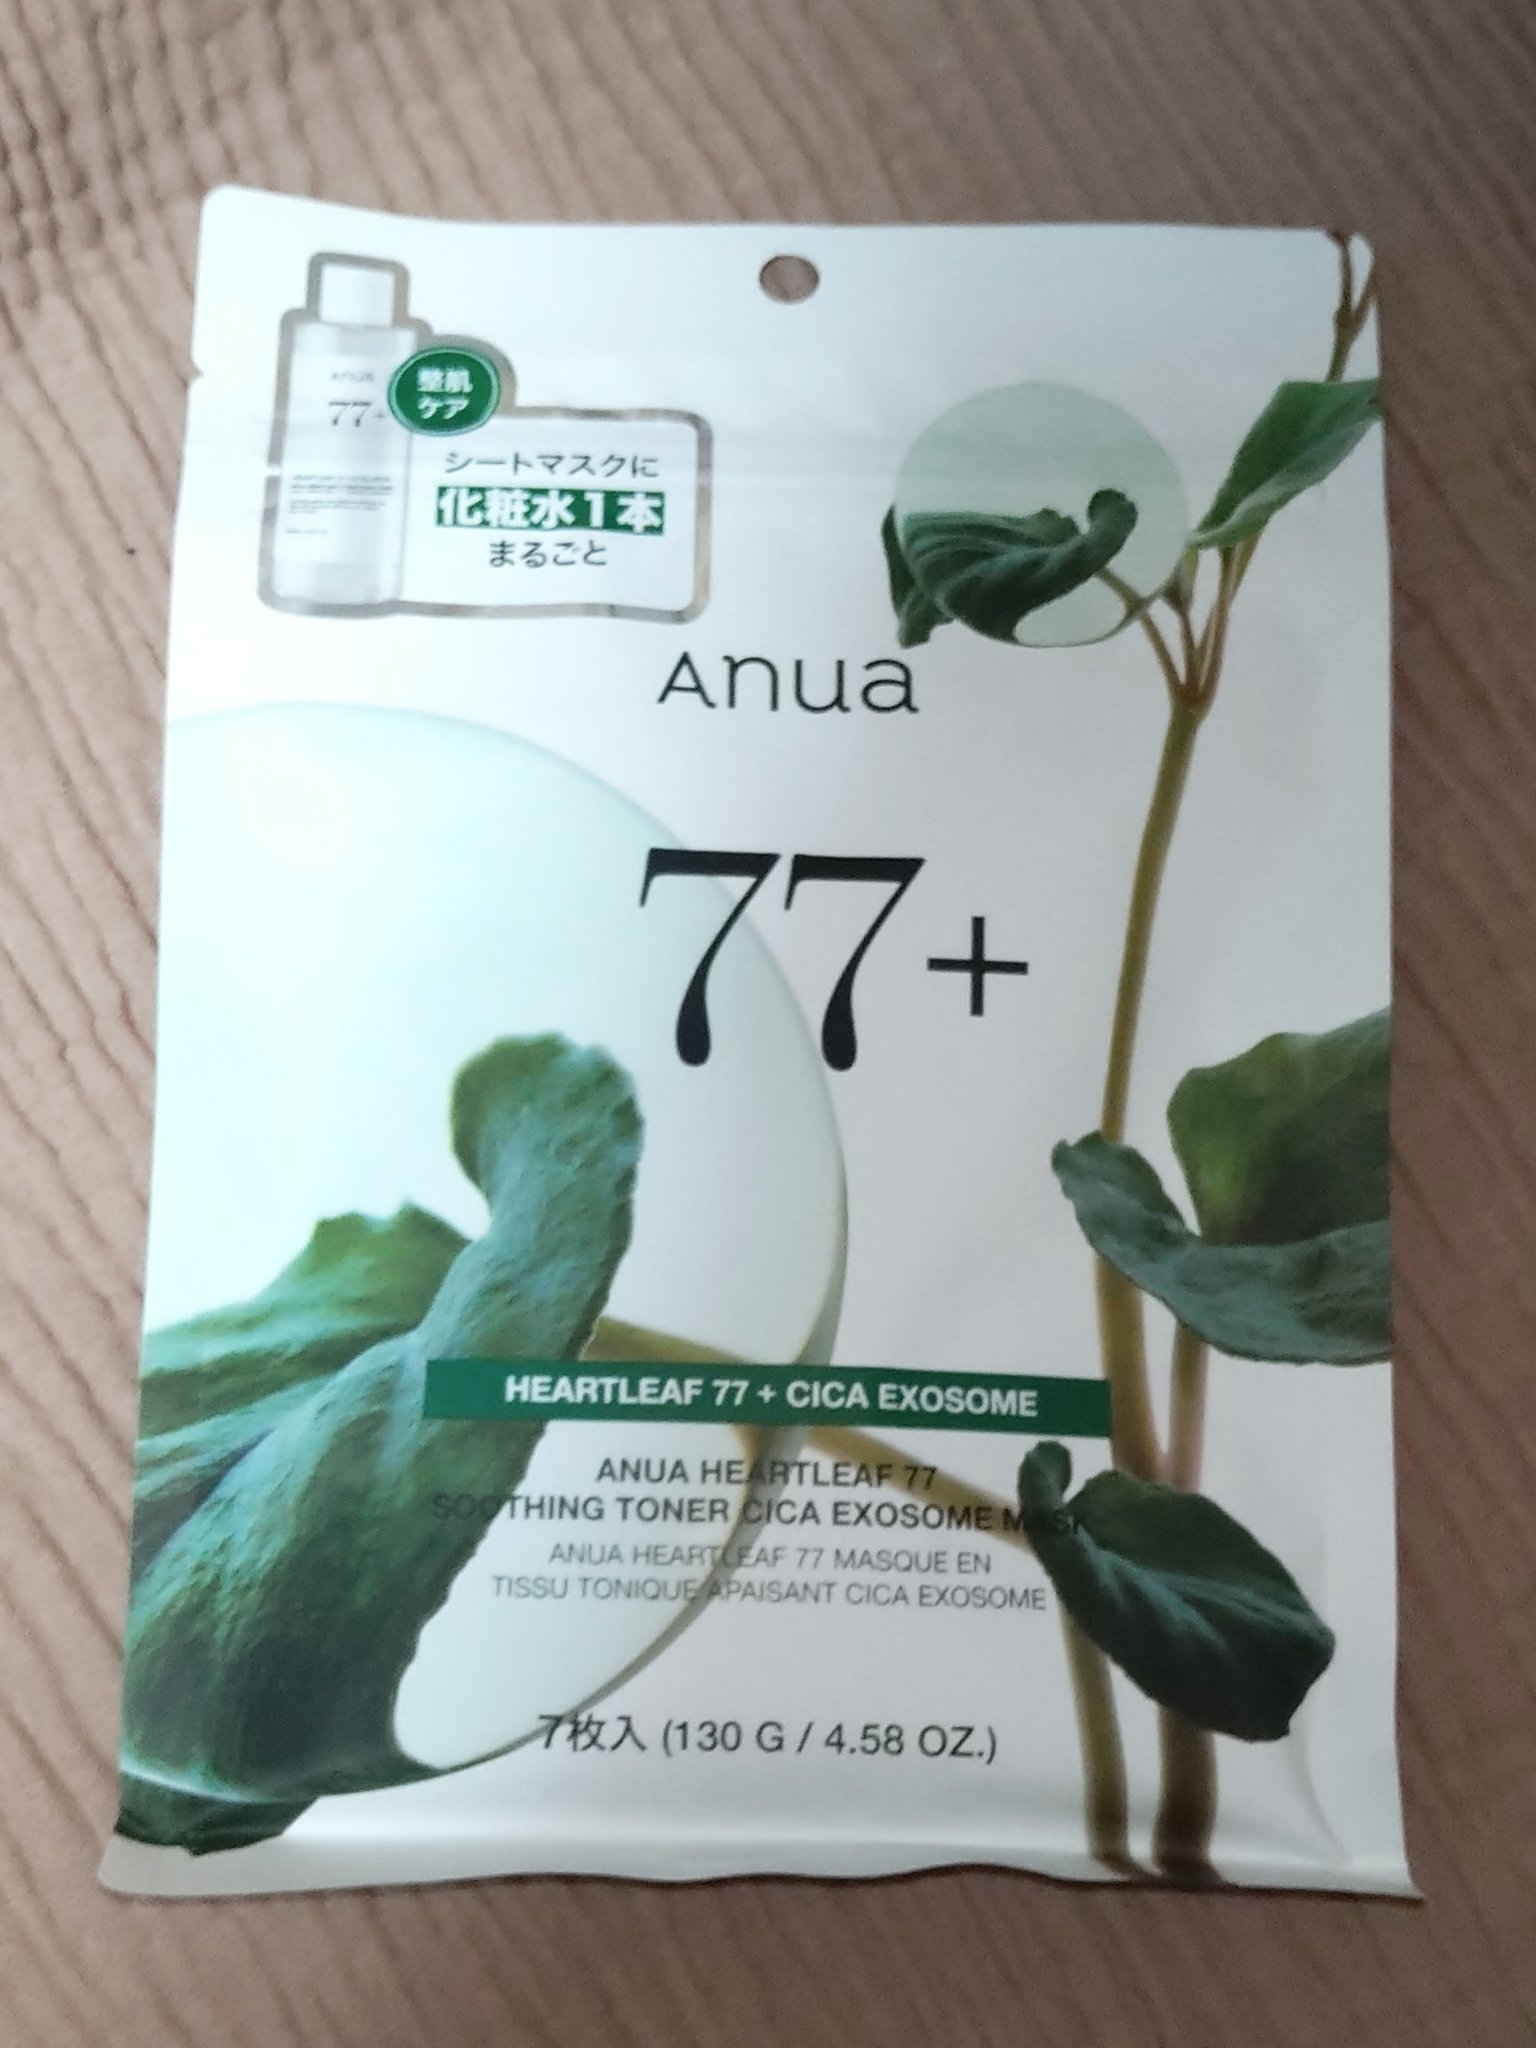 Anua
77+
整肌
ケア
シートマスクに
化粧水1本
まるごと
Anua
77+
HEARTLEAF 77 + CICA EXOSOME
ANUA HEARTLEAF 77
SOOTHING TONER CICA EXOSOME MASK
ANUA HEARTLEAF 77 MASQUE EN
TISSU TONIQUE APAISANT CICA EXOSOME
7枚入 (130 G / 4.58 OZ.)